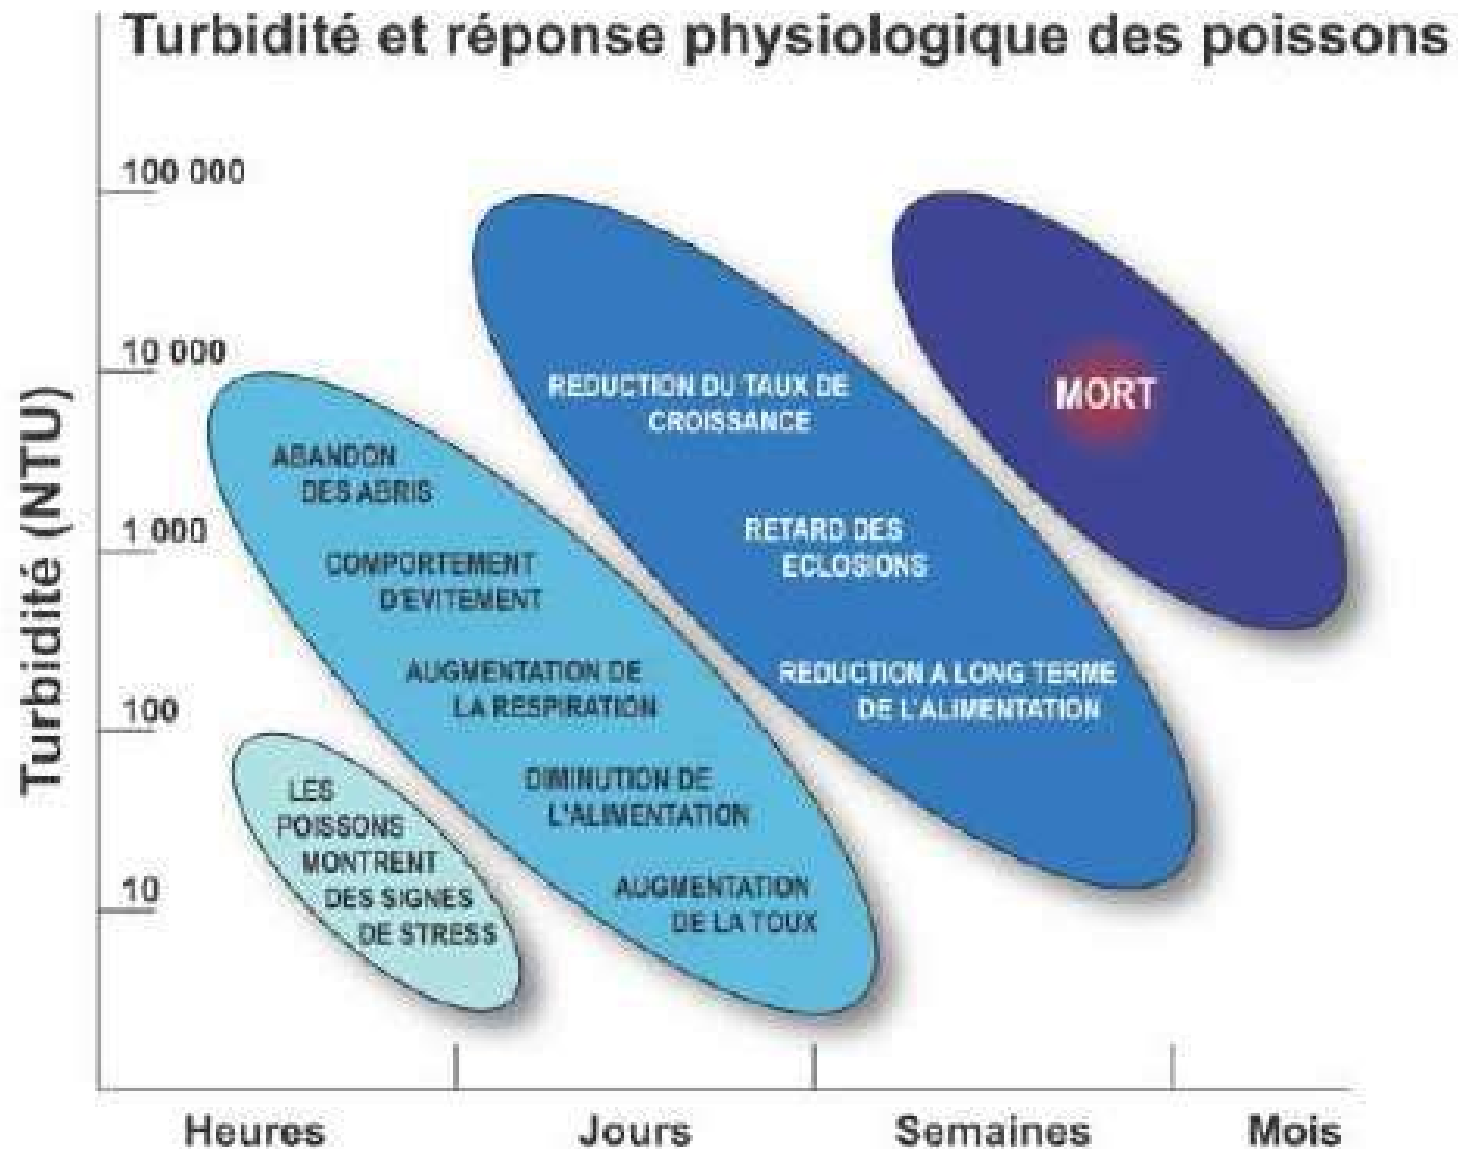 Turbidité et réponse physiologique des poissons
Turbidité (NTU)
100 000
10 000
1 000
100
10
LES
POISSONS
MONTRENT
DES SIGNES
DE STRESS
ABANDON
DES ABRIS
COMPORTEMENT
D'EVITEMENT
AUGMENTATION DE
LA RESPIRATION
DIMINUTION DE
L'ALIMENTATION
AUGMENTATION
DE LA TOUX
REDUCTION DU TAUX DE
CROISSANCE
RETARD DES
ECLOSIONS
REDUCTION A LONG TERME
DE L'ALIMENTATION
MORT
Heures Jours Semaines Mois